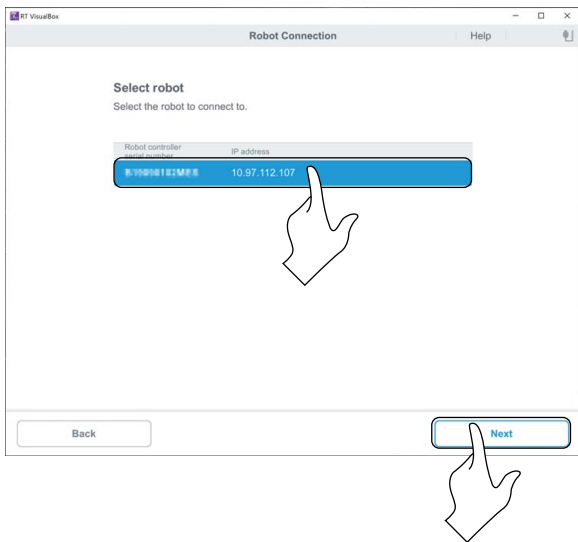 RT VisualBox
Robot Connection
Help
Select robot
Select the robot to connect to.
Robot controller
serial number
IP address
10.97.112.107
Back
Next